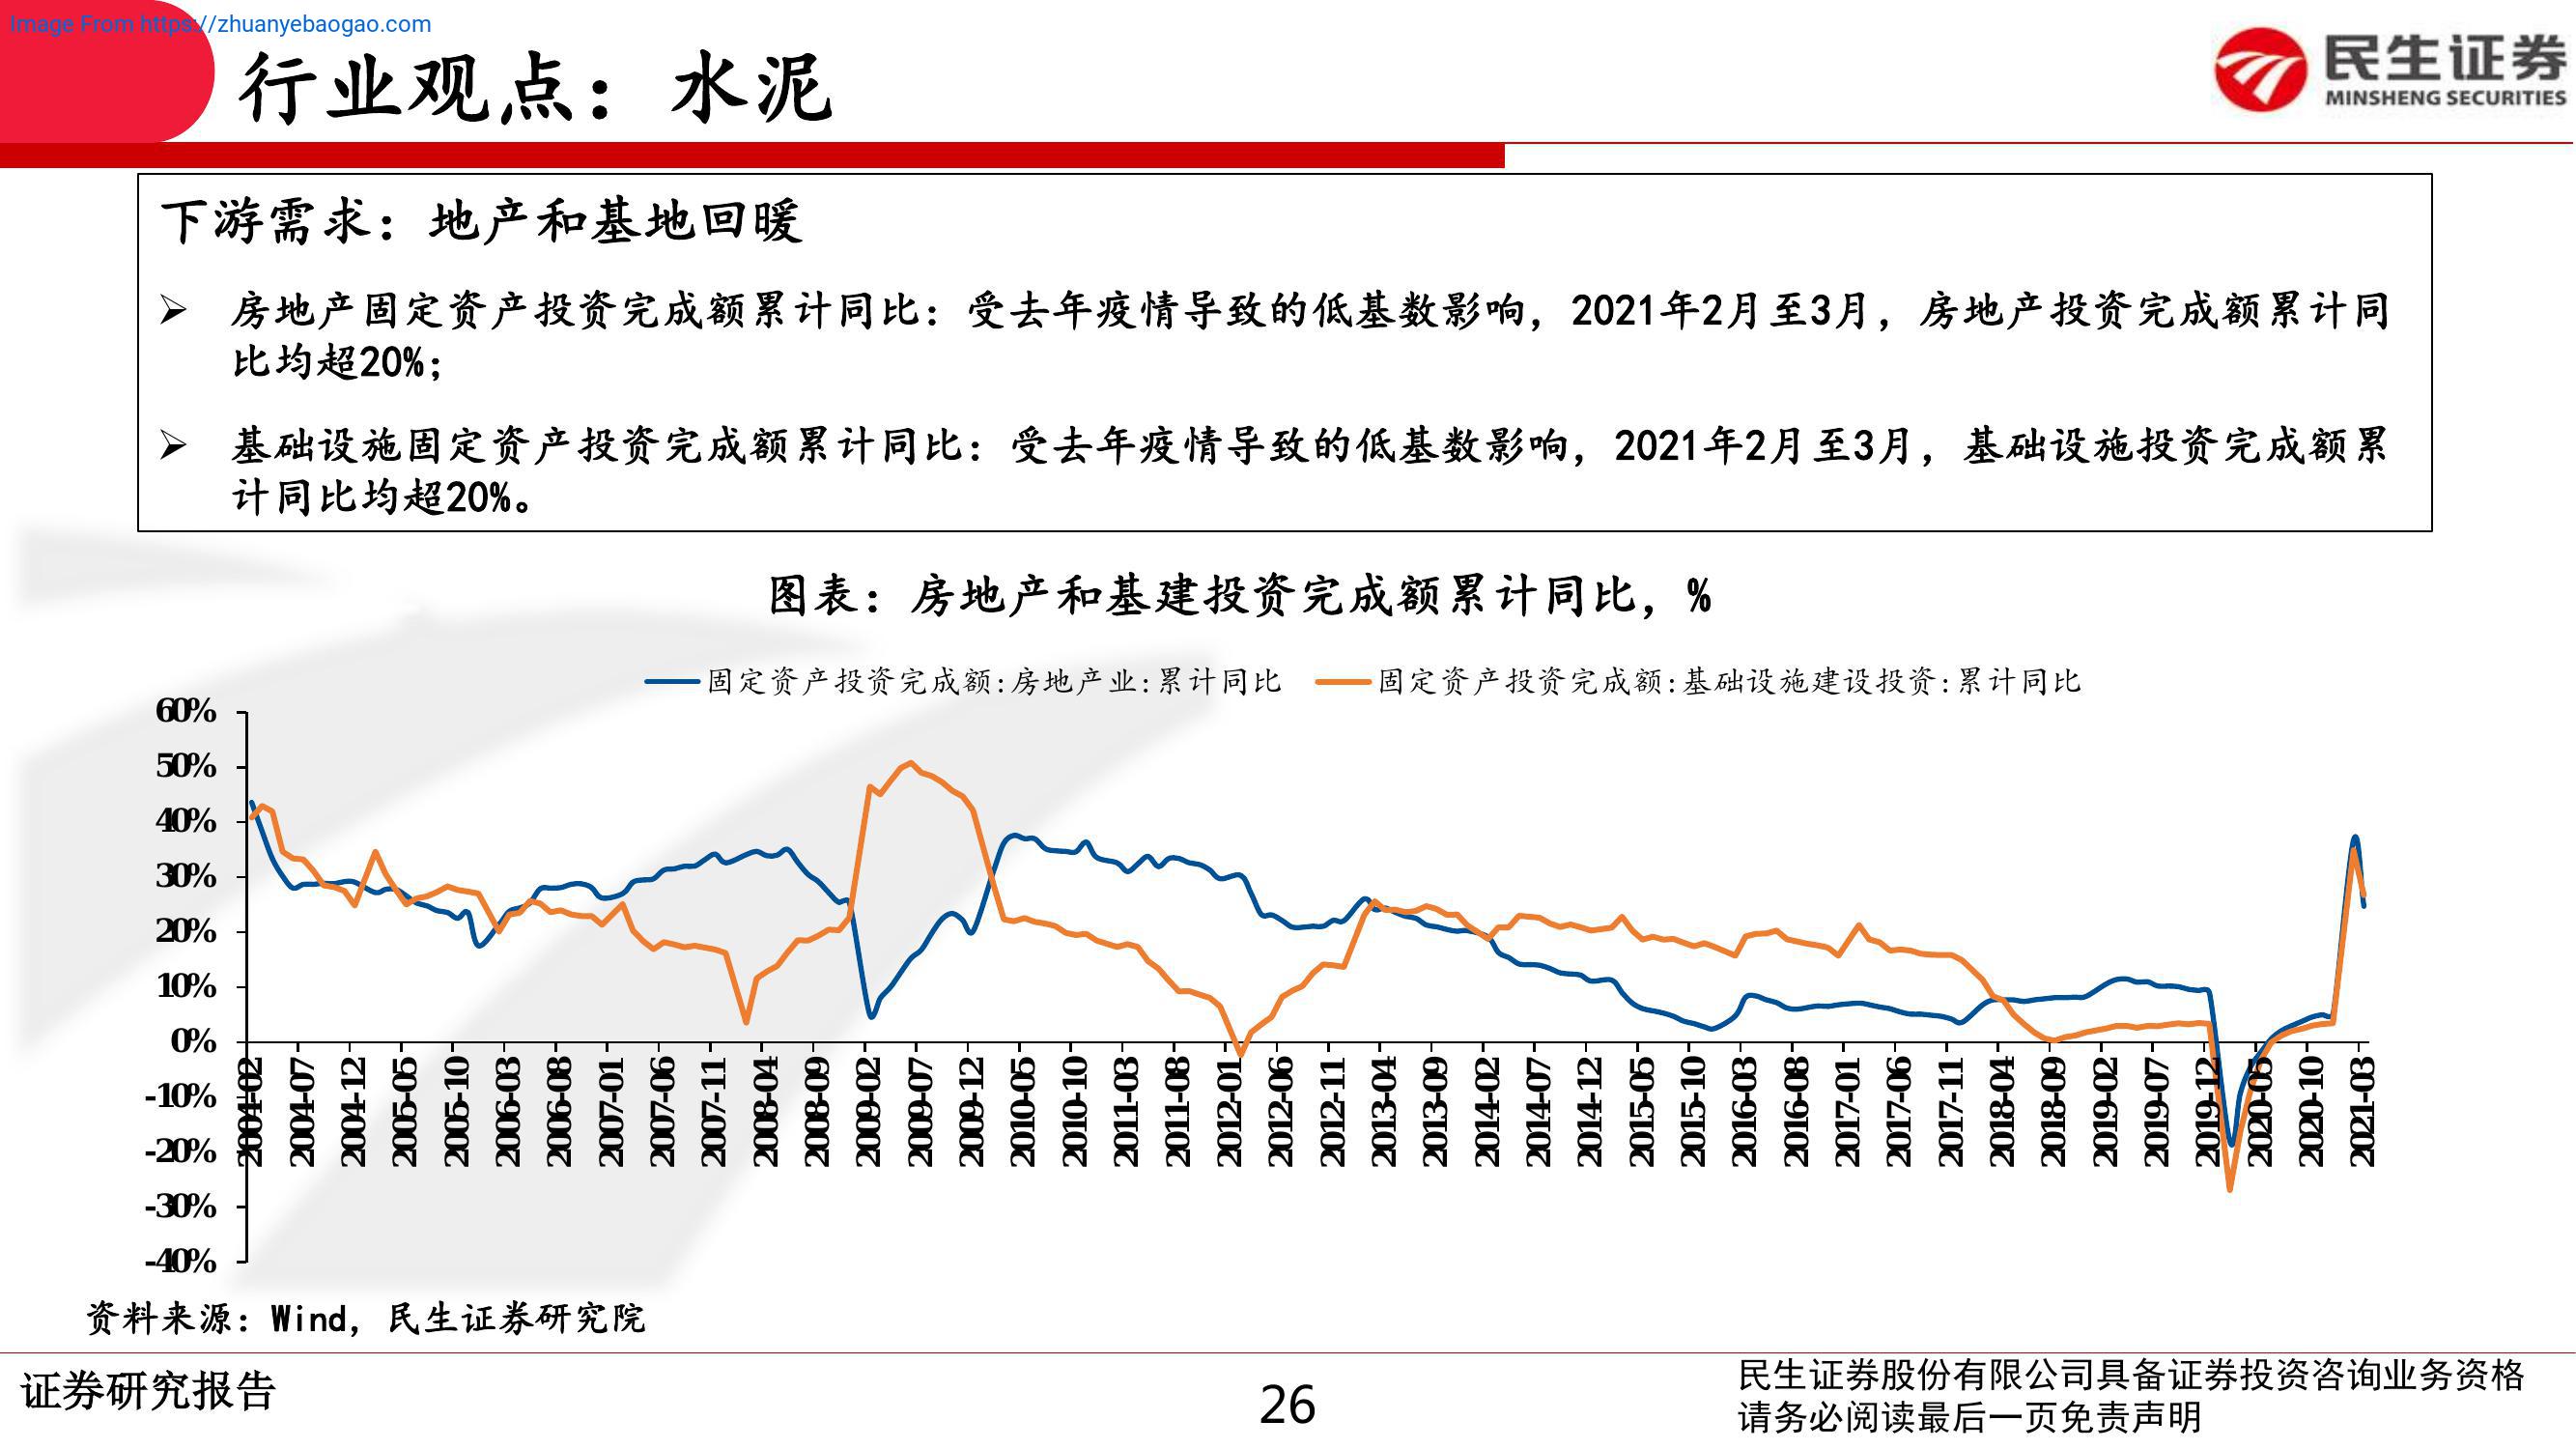 Image From https://zhuanyebaogao.com
行业观点：水泥
民生证券
MINSHENG SECURITIES
下游需求：地产和基地回暖
➢ 房地产固定资产投资完成额累计同比：受去年疫情导致的低基数影响，2021年2月至3月，房地产投资完成额累计同
比均超20%；
➢ 基础设施固定资产投资完成额累计同比：受去年疫情导致的低基数影响，2021年2月至3月，基础设施投资完成额累
计同比均超20%。
图表：房地产和基建投资完成额累计同比，%
固定资产投资完成额:房地产业:累计同比 固定资产投资完成额:基础设施建设投资:累计同比
60%
50%
40%
30%
20%
10%
0%
-10%
-20%
-30%
-40%
2004-02 2004-07 2004-12 2005-05 2005-10 2006-03 2006-08 2007-01 2007-06 2007-11 2008-04 2008-09 2009-02 2009-07 2009-12 2010-05 2010-10 2011-03 2011-08 2012-01 2012-06 2012-11 2013-04 2013-09 2014-02 2014-07 2014-12 2015-05 2015-10 2016-03 2016-08 2017-01 2017-06 2017-11 2018-04 2018-09 2019-02 2019-07 2019-12 2020-05 2020-10 2021-03
资料来源：Wind，民生证券研究院
证券研究报告
26
民生证券股份有限公司具备证券投资咨询业务资格
请务必阅读最后一页免责声明